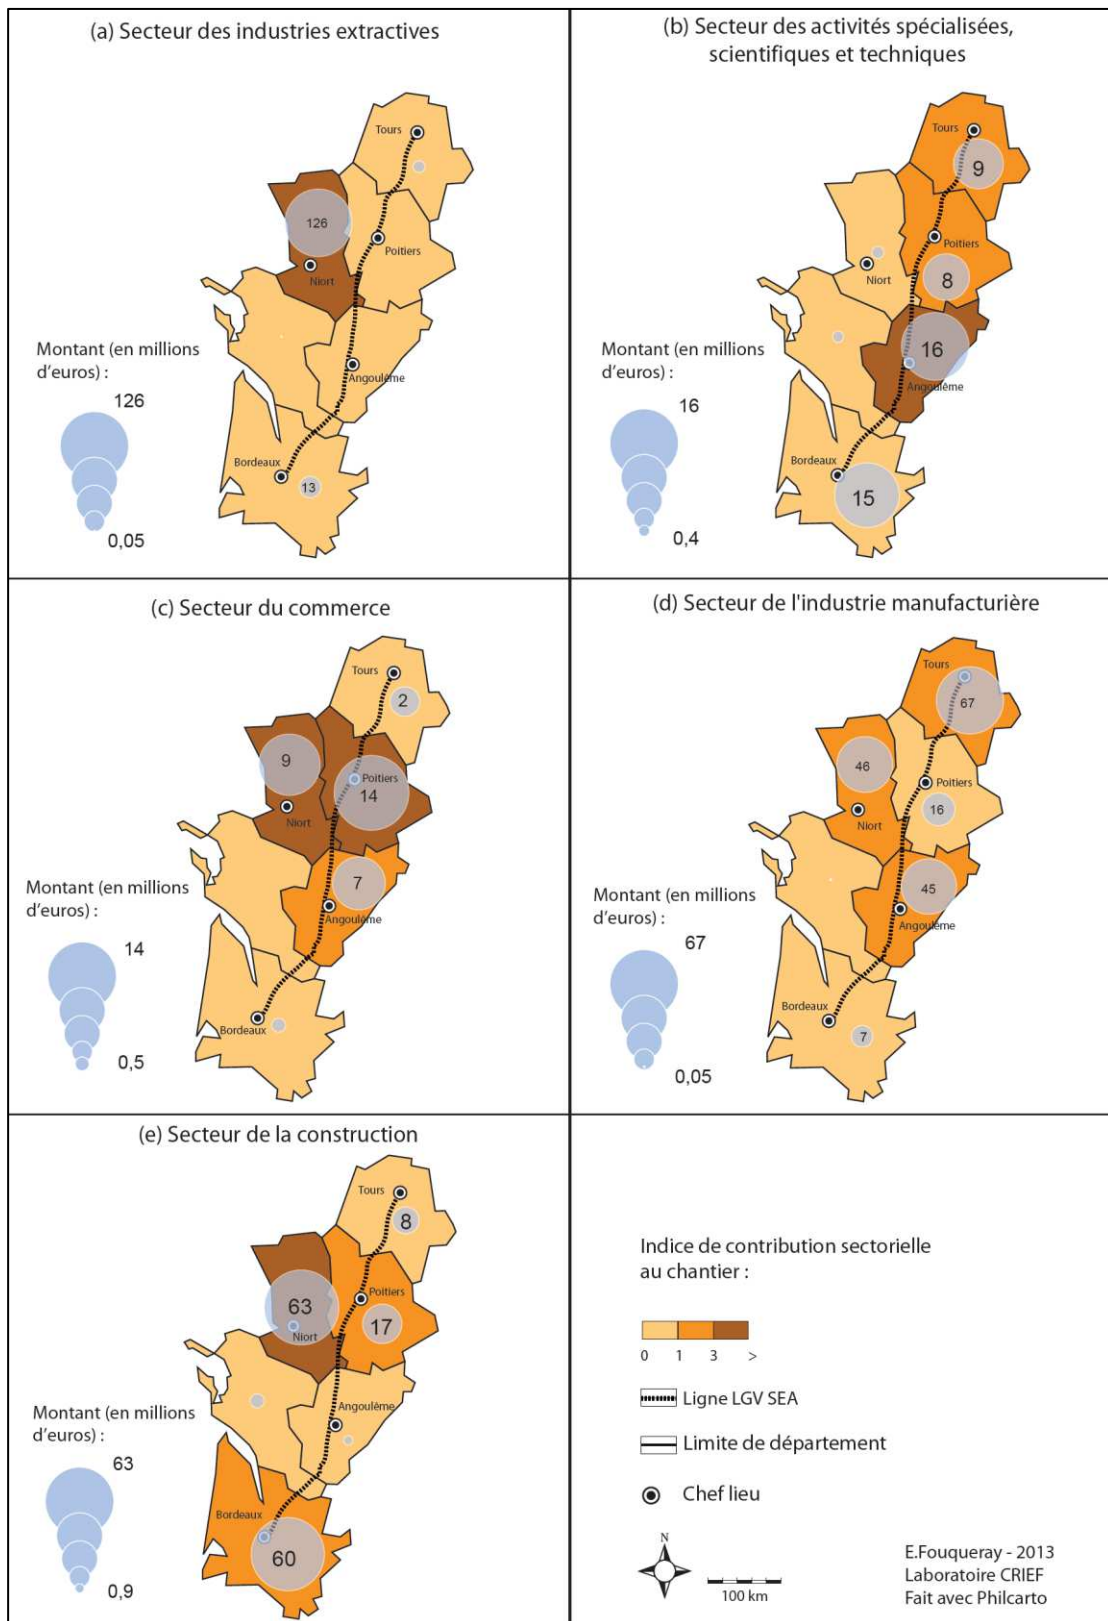 (a) Secteur des industries extractives
Tours
126
Poitiers
Niort
Montant (en millions
d'euros) :
Angoulême
126
Bordeaux
13
0,05
(b) Secteur des activités spécialisées,
scientifiques et techniques
Tours
9
Poitiers
Niort
8
Montant (en millions
d'euros) :
16
Angoulême
16
Bordeaux
15
0,4
(c) Secteur du commerce
Tours
2
9
Poitiers
14
Niort
7
Montant (en millions
d'euros) :
Angoulême
14
Bordeaux
0,5
(d) Secteur de l'industrie manufacturière
Tours
67
46
Poitiers
16
Niort
45
Montant (en millions
d'euros) :
Angoulême
67
Bordeaux
7
0,05
(e) Secteur de la construction
Tours
8
Poitiers
63
17
Niort
Angoulême
Montant (en millions
d'euros) :
63
Bordeaux
60
0,9
Indice de contribution sectorielle
au chantier :
0 1 3 >
Ligne LGV SEA
Limite de département
Chef lieu
N
100 km
E.Fouqueray - 2013
Laboratoire CRIEF
Fait avec Philcarto